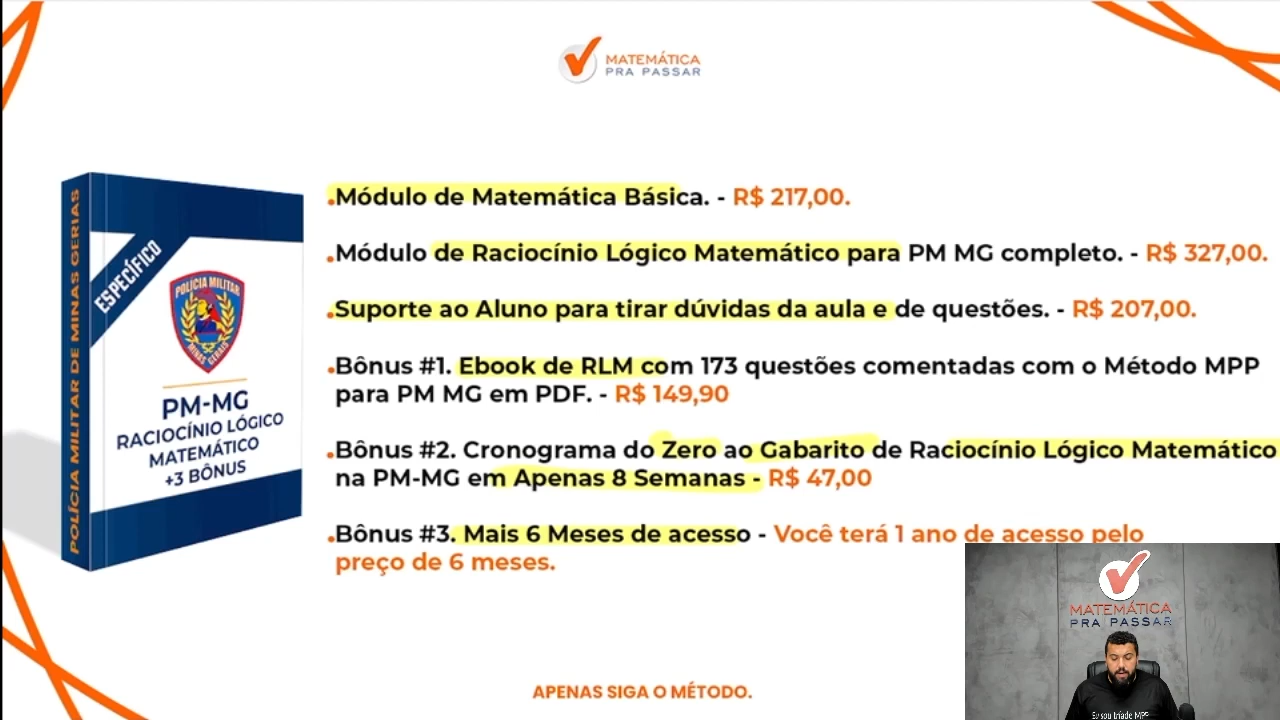 MATEMÁTICA
PRA PASSAR
POLÍCIA MILITAR DE MINAS GERIAS
ESPECÍFICO
POLÍCIA MILITAR
MINAS GERAIS
PM-MG
RACIOCÍNIO LÓGICO
MATEMÁTICO
+3 BÔNUS
•Módulo de Matemática Básica. - R$ 217,00.
•Módulo de Raciocínio Lógico Matemático para PM MG completo. - R$ 327,00.
•Suporte ao Aluno para tirar dúvidas da aula e de questões. - R$ 207,00.
•Bônus #1. Ebook de RLM com 173 questões comentadas com o Método MPP
para PM MG em PDF. - R$ 149,90
•Bônus #2. Cronograma do Zero ao Gabarito de Raciocínio Lógico Matemático
na PM-MG em Apenas 8 Semanas - R$ 47,00
•Bônus #3. Mais 6 Meses de acesso - Você terá 1 ano de acesso pelo
preço de 6 meses.
MATEMÁTICA
PRA PASSAR
Eu sou tríade MPP
APENAS SIGA O MÉTODO.